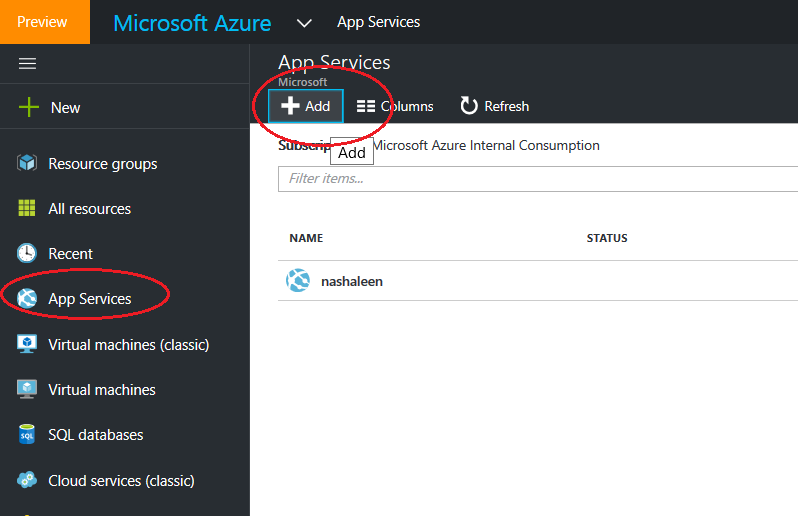 Preview
Microsoft Azure
App Services
App Services
Microsoft
Add
Columns
Refresh
New
Resource groups
All resources
Recent
App Services
Virtual machines (classic)
Virtual machines
SQL databases
Cloud services (classic)
Subscrip Microsoft Azure Internal Consumption
Add
Filter items...
NAME STATUS
nashaleen